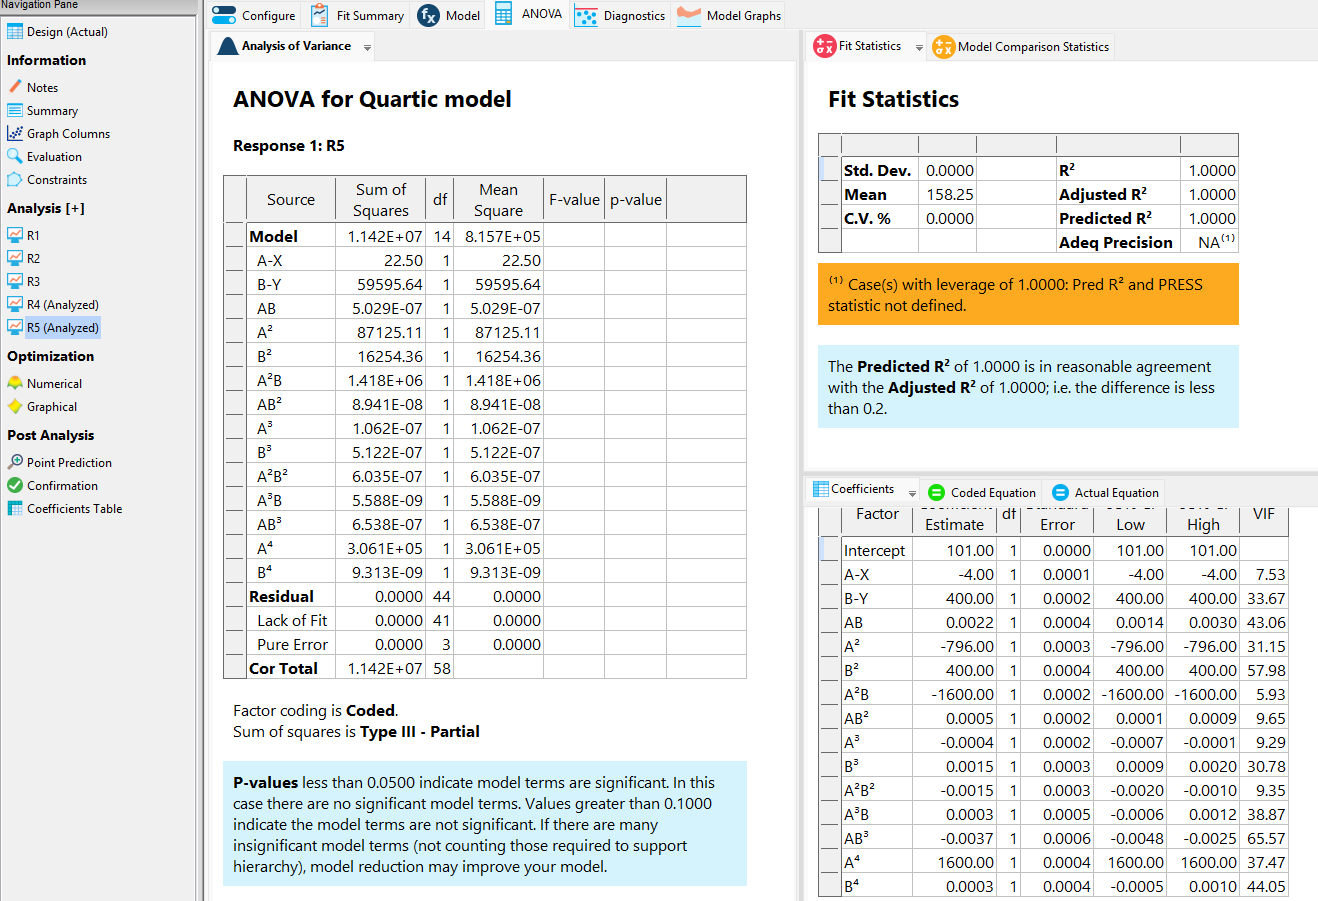 Navigation Pane
Design (Actual)
Information
Notes
Summary
Graph Columns
Evaluation
Constraints
Analysis [+]
R1
R2
R3
R4 (Analyzed)
R5 (Analyzed)
Optimization
Numerical
Graphical
Post Analysis
Point Prediction
Confirmation
Coefficients Table
Configure Fit Summary fx Model ANOVA Diagnostics Model Graphs
Analysis of Variance
ANOVA for Quartic model
Response 1: R5
Source Sum of Squares df Mean Square F-value p-value
Model 1.142E+07 14 8.157E+05
A-X 22.50 1 22.50
B-Y 59595.64 1 59595.64
AB 5.029E-07 1 5.029E-07
A² 87125.11 1 87125.11
B² 16254.36 1 16254.36
A²B 1.418E+06 1 1.418E+06
AB² 8.941E-08 1 8.941E-08
A³ 1.062E-07 1 1.062E-07
B³ 5.122E-07 1 5.122E-07
A²B² 6.035E-07 1 6.035E-07
A³B 5.588E-09 1 5.588E-09
AB³ 6.538E-07 1 6.538E-07
A⁴ 3.061E+05 1 3.061E+05
B⁴ 9.313E-09 1 9.313E-09
Residual 0.0000 44 0.0000
Lack of Fit 0.0000 41 0.0000
Pure Error 0.0000 3 0.0000
Cor Total 1.142E+07 58
Factor coding is Coded.
Sum of squares is Type III - Partial
P-values less than 0.0500 indicate model terms are significant. In this
case there are no significant model terms. Values greater than 0.1000
indicate the model terms are not significant. If there are many
insignificant model terms (not counting those required to support
hierarchy), model reduction may improve your model.
Fit Statistics Model Comparison Statistics
Fit Statistics
Std. Dev. 0.0000 R² 1.0000
Mean 158.25 Adjusted R² 1.0000
C.V. % 0.0000 Predicted R² 1.0000
Adeq Precision NA⁽¹⁾
⁽¹⁾ Case(s) with leverage of 1.0000: Pred R² and PRESS
statistic not defined.
The Predicted R² of 1.0000 is in reasonable agreement
with the Adjusted R² of 1.0000; i.e. the difference is less
than 0.2.
Coefficients Coded Equation Actual Equation
Factor Estimate df Error Low High VIF
Intercept 101.00 1 0.0000 101.00 101.00
A-X -4.00 1 0.0001 -4.00 -4.00 7.53
B-Y 400.00 1 0.0002 400.00 400.00 33.67
AB 0.0022 1 0.0004 0.0014 0.0030 43.06
A² -796.00 1 0.0003 -796.00 -796.00 31.15
B² 400.00 1 0.0004 400.00 400.00 57.98
A²B -1600.00 1 0.0002 -1600.00 -1600.00 5.93
AB² 0.0005 1 0.0002 0.0001 0.0009 9.65
A³ -0.0004 1 0.0002 -0.0007 -0.0001 9.29
B³ 0.0015 1 0.0003 0.0009 0.0020 30.78
A²B² -0.0015 1 0.0003 -0.0020 -0.0010 9.35
A³B 0.0003 1 0.0005 -0.0006 0.0012 38.87
AB³ -0.0037 1 0.0006 -0.0048 -0.0025 65.57
A⁴ 1600.00 1 0.0004 1600.00 1600.00 37.47
B⁴ 0.0003 1 0.0004 -0.0005 0.0010 44.05